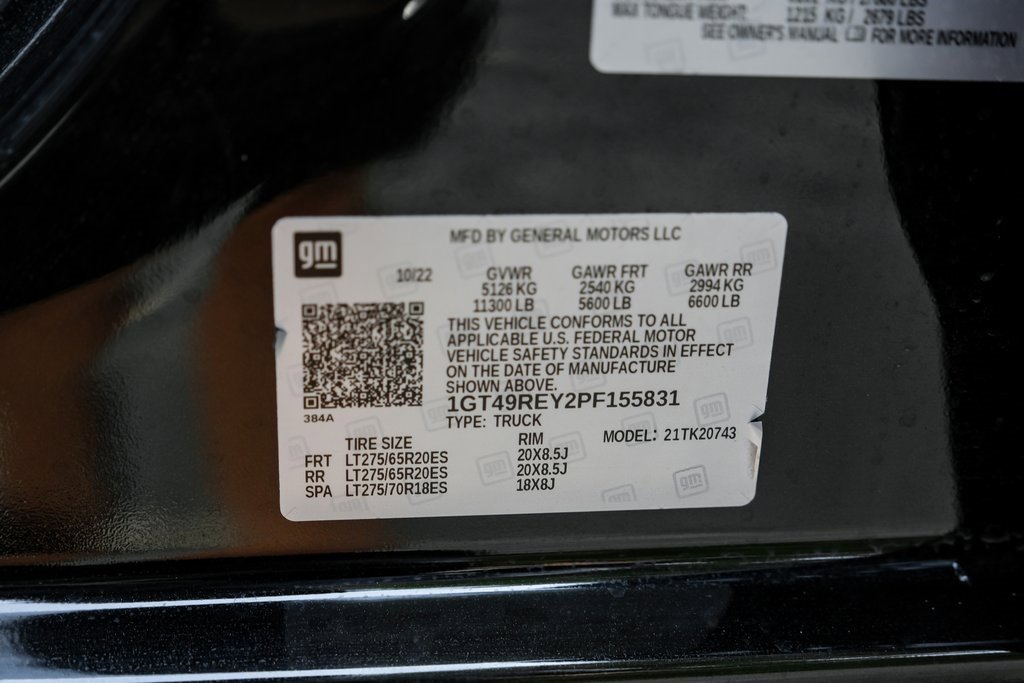 MAX TONGUE WEIGHT: 1215 KG / 2679 LBS
SEE OWNER'S MANUAL FOR MORE INFORMATION
gm
MFD BY GENERAL MOTORS LLC
10/22 GVWR GAWR FRT GAWR RR
5126 KG 2540 KG 2994 KG
11300 LB 5600 LB 6600 LB
THIS VEHICLE CONFORMS TO ALL
APPLICABLE U.S. FEDERAL MOTOR
VEHICLE SAFETY STANDARDS IN EFFECT
ON THE DATE OF MANUFACTURE
SHOWN ABOVE.
1GT49REY2PF155831
384A
TYPE: TRUCK
TIRE SIZE RIM MODEL: 21TK20743
FRT LT275/65R20ES 20X8.5J
RR LT275/65R20ES 20X8.5J
SPA LT275/70R18ES 18X8J